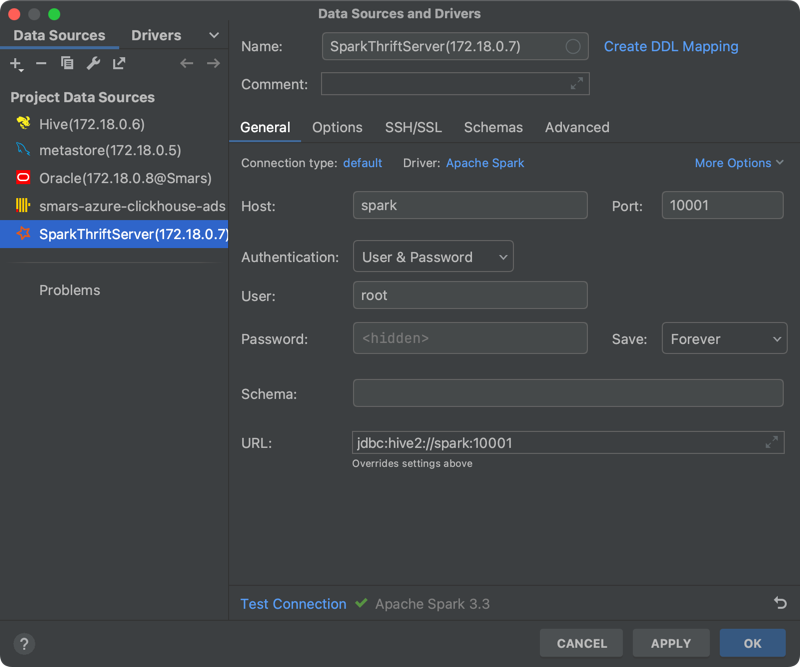 Data Sources and Drivers
Data Sources
Drivers
Project Data Sources
Hive(172.18.0.6)
metastore(172.18.0.5)
Oracle(172.18.0.8@Smars)
smars-azure-clickhouse-ads
SparkThriftServer(172.18.0.7)
Problems
Name: SparkThriftServer(172.18.0.7) Create DDL Mapping
Comment:
General Options SSH/SSL Schemas Advanced
Connection type: default Driver: Apache Spark More Options
Host: spark Port: 10001
Authentication: User & Password
User: root
Password: <hidden> Save: Forever
Schema:
URL: jdbc:hive2://spark:10001
Overrides settings above
Test Connection Apache Spark 3.3
? CANCEL APPLY OK